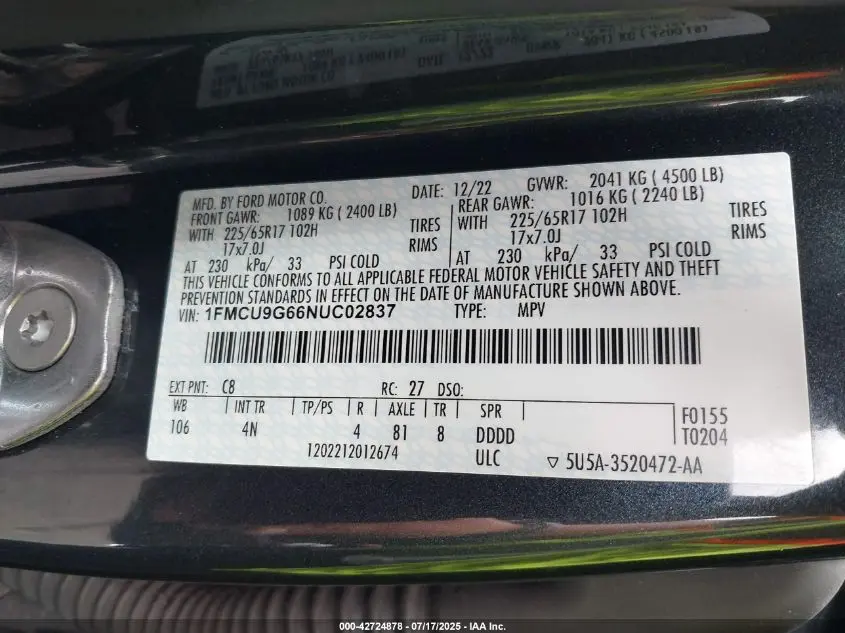 MFD. BY FORD MOTOR CO. DATE: 12/22 GVWR: 2041 KG ( 4500 LB)
FRONT GAWR: 1089 KG ( 2400 LB) REAR GAWR: 1016 KG ( 2240 LB)
WITH 225/65R17 102H TIRES WITH 225/65R17 102H TIRES
17x7.0J RIMS 17x7.0J RIMS
AT 230 kPa/ 33 PSI COLD AT 230 kPa/ 33 PSI COLD
THIS VEHICLE CONFORMS TO ALL APPLICABLE FEDERAL MOTOR VEHICLE SAFETY AND THEFT
PREVENTION STANDARDS IN EFFECT ON THE DATE OF MANUFACTURE SHOWN ABOVE.
VIN: 1FMCU9G66NUC02837 TYPE: MPV
EXT PNT: C8 RC: 27 DSO:
WB INT TR TP/PS R AXLE TR SPR F0155
106 4N 4 81 8 DDDD T0204
1202212012674 ULC ▽ 5U5A-3520472-AA
000-42724878 | 07/17/2025 - IAA Inc.